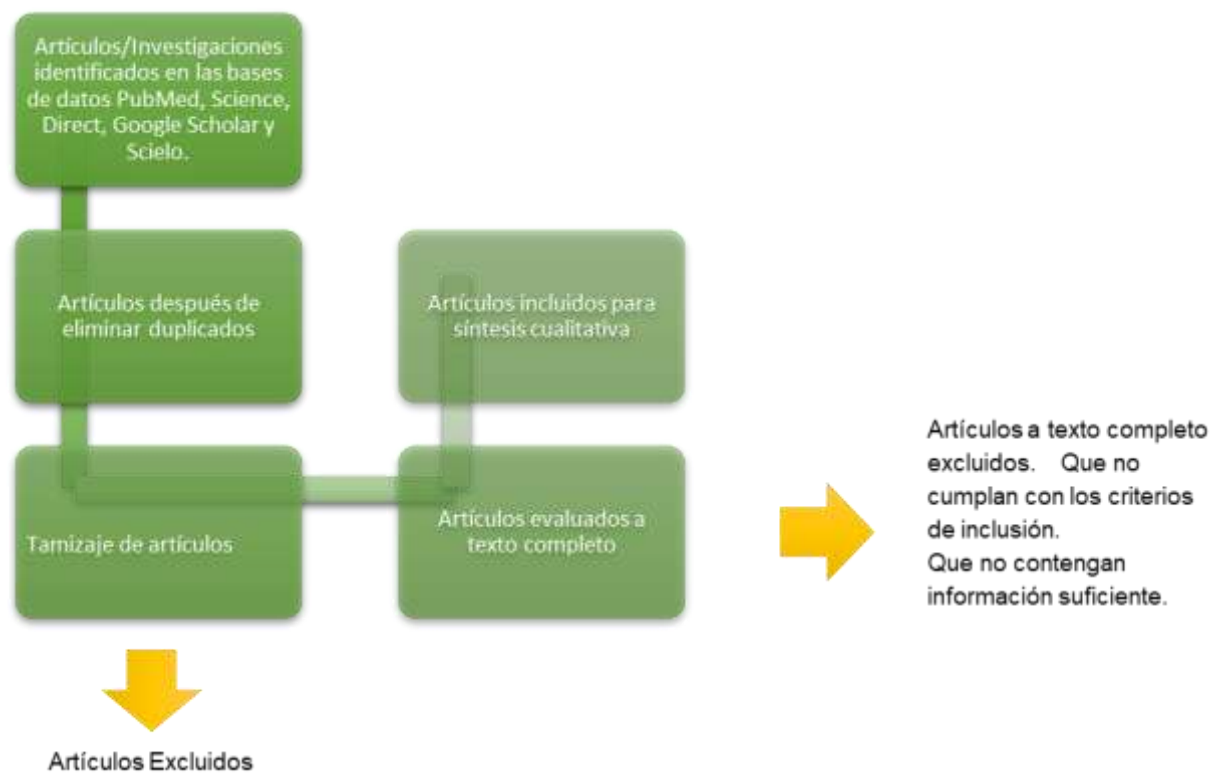 Artículos/Investigaciones
identificados en las bases
de datos PubMed, Science,
Direct, Google Scholar y
Scielo.
Artículos después de
eliminar duplicados
Tamizaje de artículos
Artículos Excluidos
Artículos incluidos para
síntesis cualitativa
Artículos evaluados a
texto completo
Artículos a texto completo
excluidos. Que no
cumplan con los criterios
de inclusión.
Que no contengan
información suficiente.